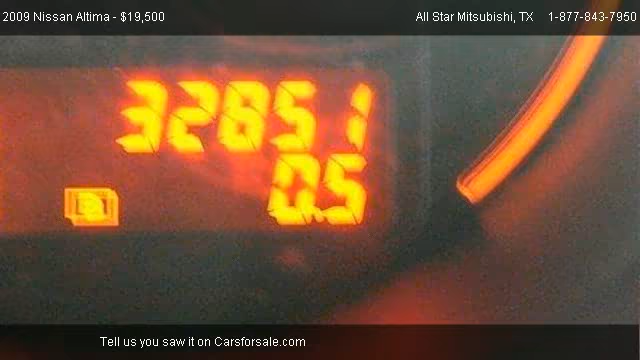 2009 Nissan Altima - $19,500 All Star Mitsubishi, TX 1-877-843-7950
32851
0.5
Tell us you saw it on Carsforsale.com